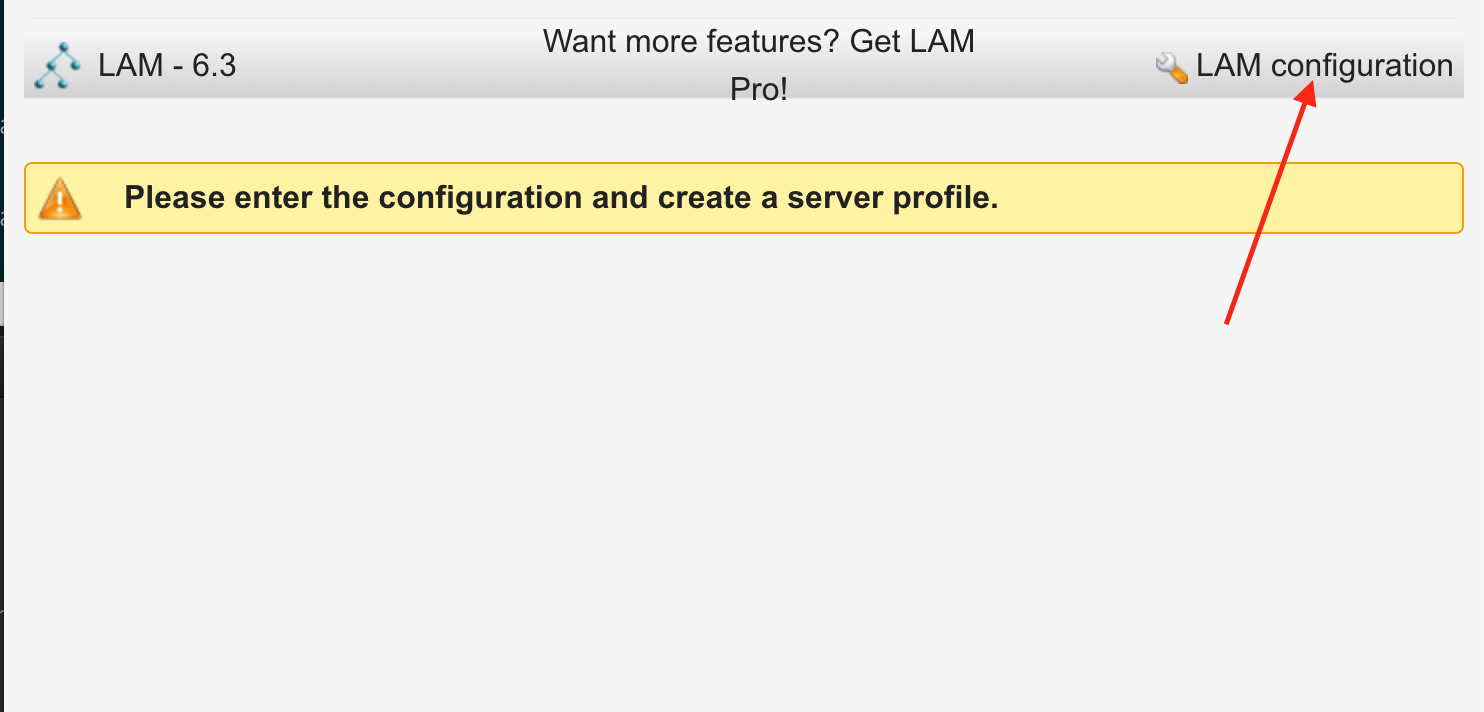 LAM - 6.3
Want more features? Get LAM
Pro!
LAM configuration
Please enter the configuration and create a server profile.